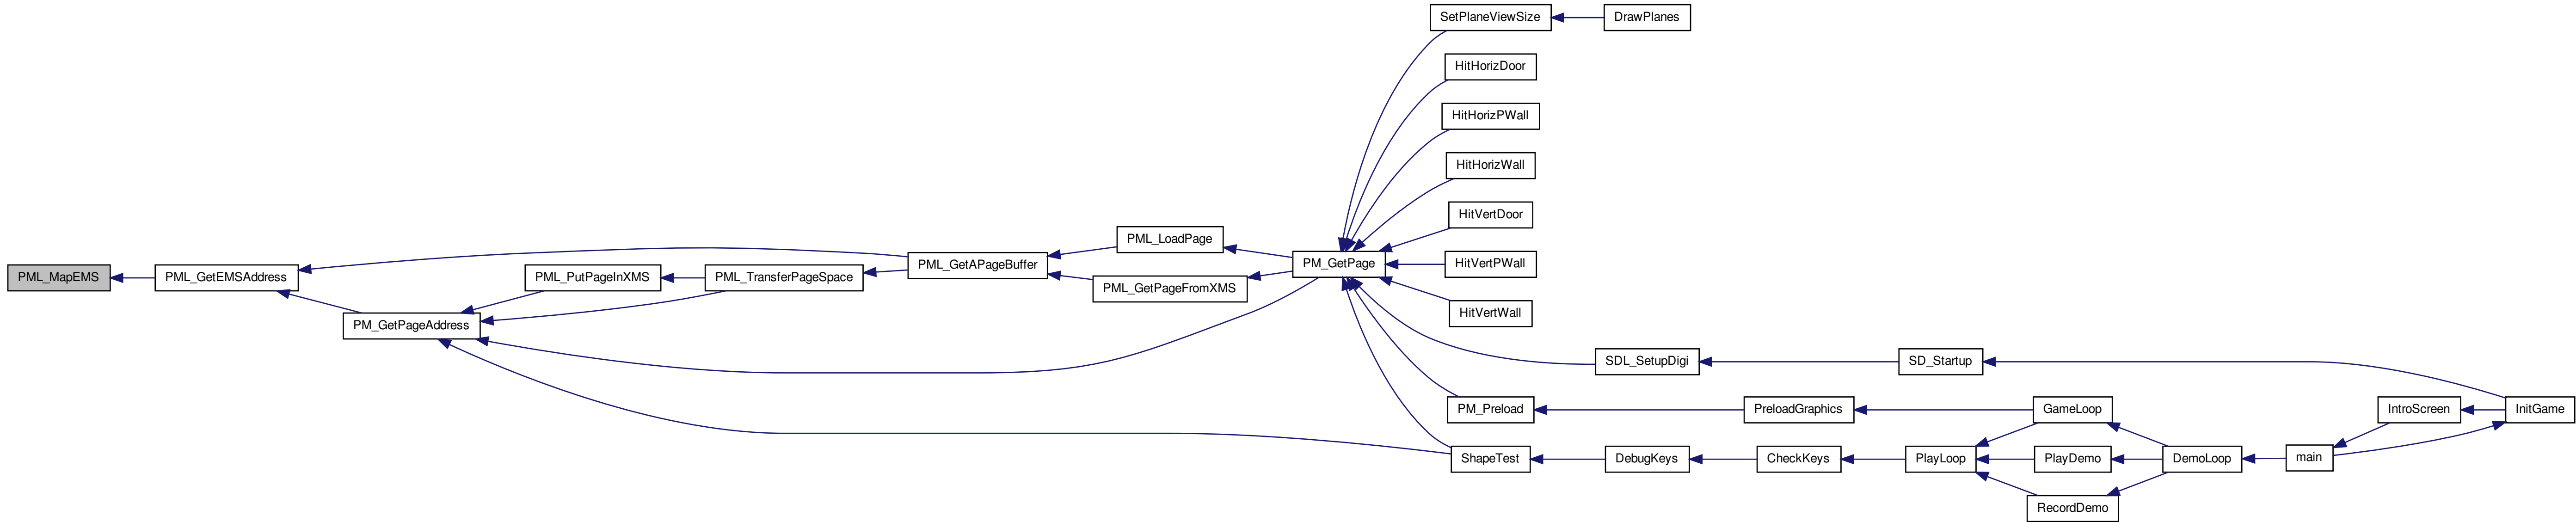 SetPlaneViewSize
DrawPlanes
HitHorizDoor
HitHorizPWall
HitHorizWall
HitVertDoor
PML_LoadPage
PML_MapEMS
PML_GetEMSAddress
PML_PutPageInXMS
PML_TransferPageSpace
PML_GetAPageBuffer
PM_GetPage
HitVertPWall
PML_GetPageFromXMS
HitVertWall
PM_GetPageAddress
SDL_SetupDigi
SD_Startup
PM_Preload
PreloadGraphics
GameLoop
IntroScreen
InitGame
ShapeTest
DebugKeys
CheckKeys
PlayLoop
PlayDemo
DemoLoop
main
RecordDemo